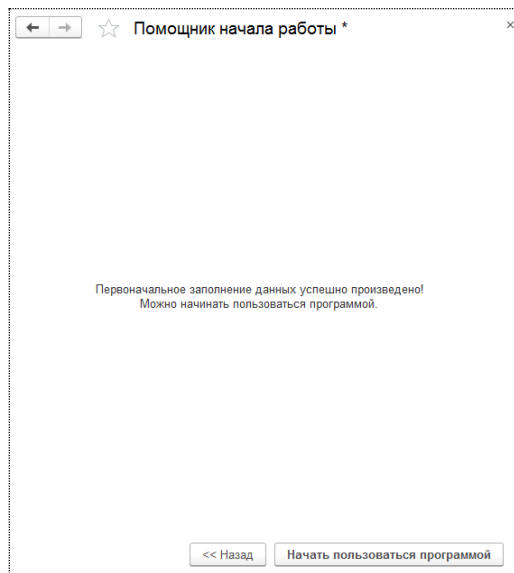 Помощник начала работы *
Первоначальное заполнение данных успешно произведено!
Можно начинать пользоваться программой.
<< Назад
Начать пользоваться программой